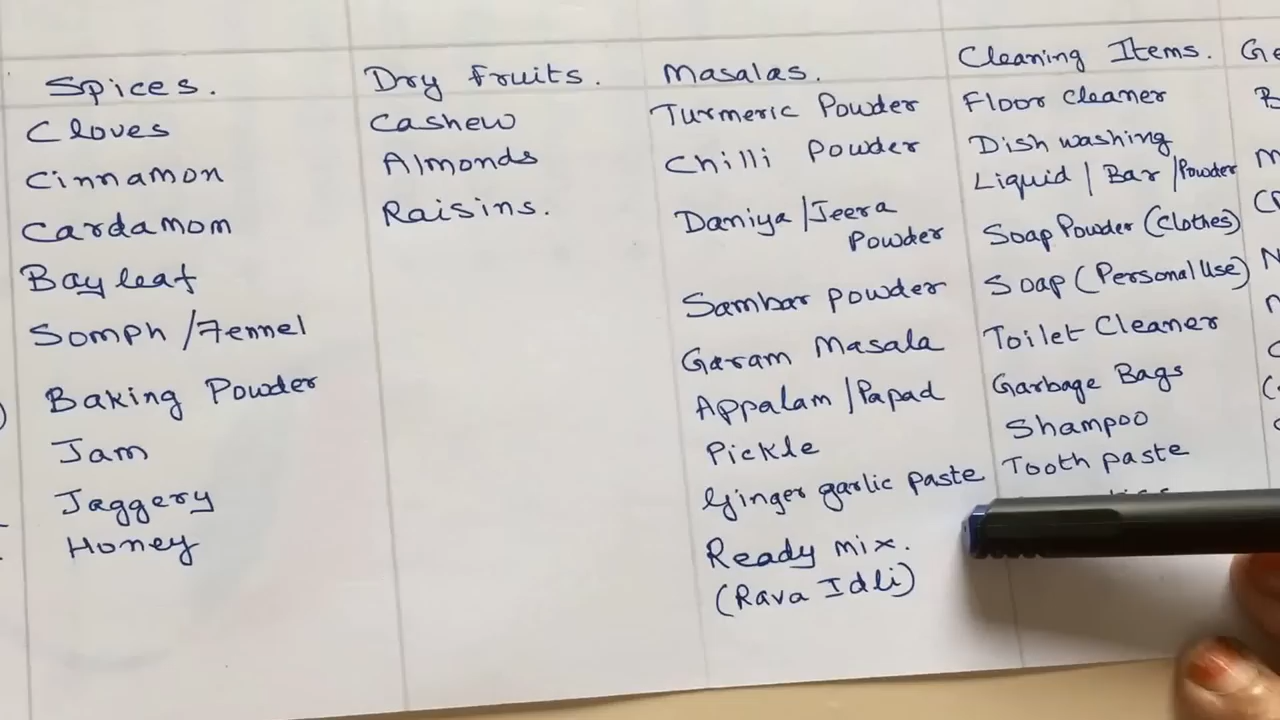 Spices.
Cloves
Cinnamon
Cardamom
Bay leaf
Somph / Fennel
Baking Powder
Jam
Jaggery
Honey
Dry Fruits.
Cashew
Almonds
Raisins.
Masalas.
Turmeric Powder
Chilli Powder
Daniya / Jeera
Powder
Sambar powder
Garam Masala
Appalam / Papad
Pickle
Ginger garlic paste
Ready mix.
(Rava Idli)
Cleaning Items.
Floor cleaner
Dish washing
Liquid / Bar / Powder
Soap Powder (Clothes)
Soap (Personal Use)
Toilet Cleaner
Garbage Bags
Shampoo
Tooth paste